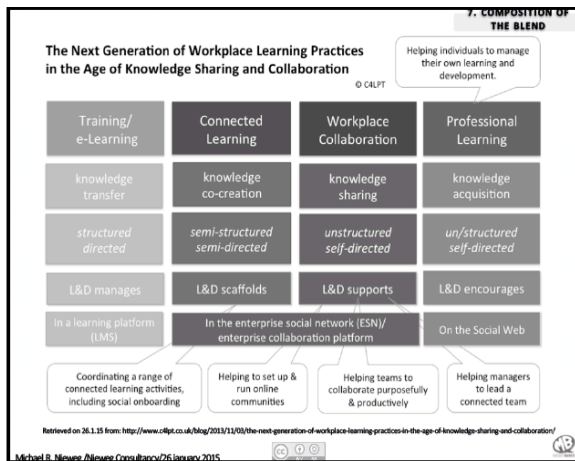 7. COMPOSITION OF
THE BLEND
The Next Generation of Workplace Learning Practices
in the Age of Knowledge Sharing and Collaboration
© C4LPT
Helping individuals to manage
their own learning and
development.
Training/
e-Learning
Connected
Learning
Workplace
Collaboration
Professional
Learning
knowledge
transfer
knowledge
co-creation
knowledge
sharing
knowledge
acquisition
structured
directed
semi-structured
semi-directed
unstructured
self-directed
un/structured
self-directed
L&D manages
L&D scaffolds
L&D supports
L&D encourages
In a learning platform
(LMS)
In the enterprise social network (ESN)/
enterprise collaboration platform
On the Social Web
Coordinating a range of
connected learning activities,
including social onboarding
Helping to set up &
run online
communities
Helping teams to
collaborate purposefully
& productively
Helping managers
to lead a
connected team
Retrieved on 26.1.15 from: http://www.c4lpt.co.uk/blog/2013/11/03/the-next-generation-of-workplace-learning-practices-in-the-age-of-knowledge-sharing-and-collaboration/
Michael R. Nieweg /Nieweg Consultancy/26 january 2015